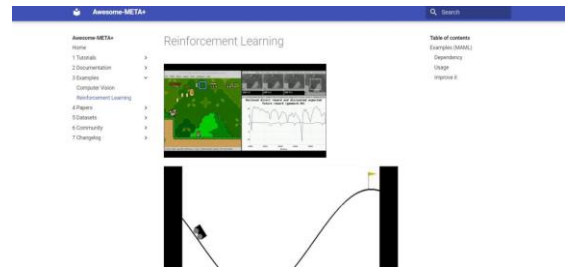 Awesome-META+
Search
Awesome-META+
Home
1 Tutorials
2 Documentation
3 Examples
Computer Vision
Reinforcement Learning
4 Papers
5 Datasets
6 Community
7 Changelog
Reinforcement Learning
Table of contents
Examples (MAML)
Dependency
Usage
Improve it